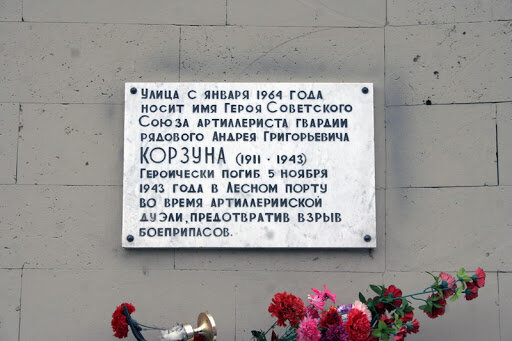 Улица с января 1964 года
носит имя Героя Советского
Союза артиллериста гвардии
рядового Андрея Григорьевича
КОРЗУНА (1911 · 1943)
Героически погиб 5 ноября
1943 года в Лесном порту
во время артиллерийской
дуэли, предотвратив взрыв
боеприпасов.